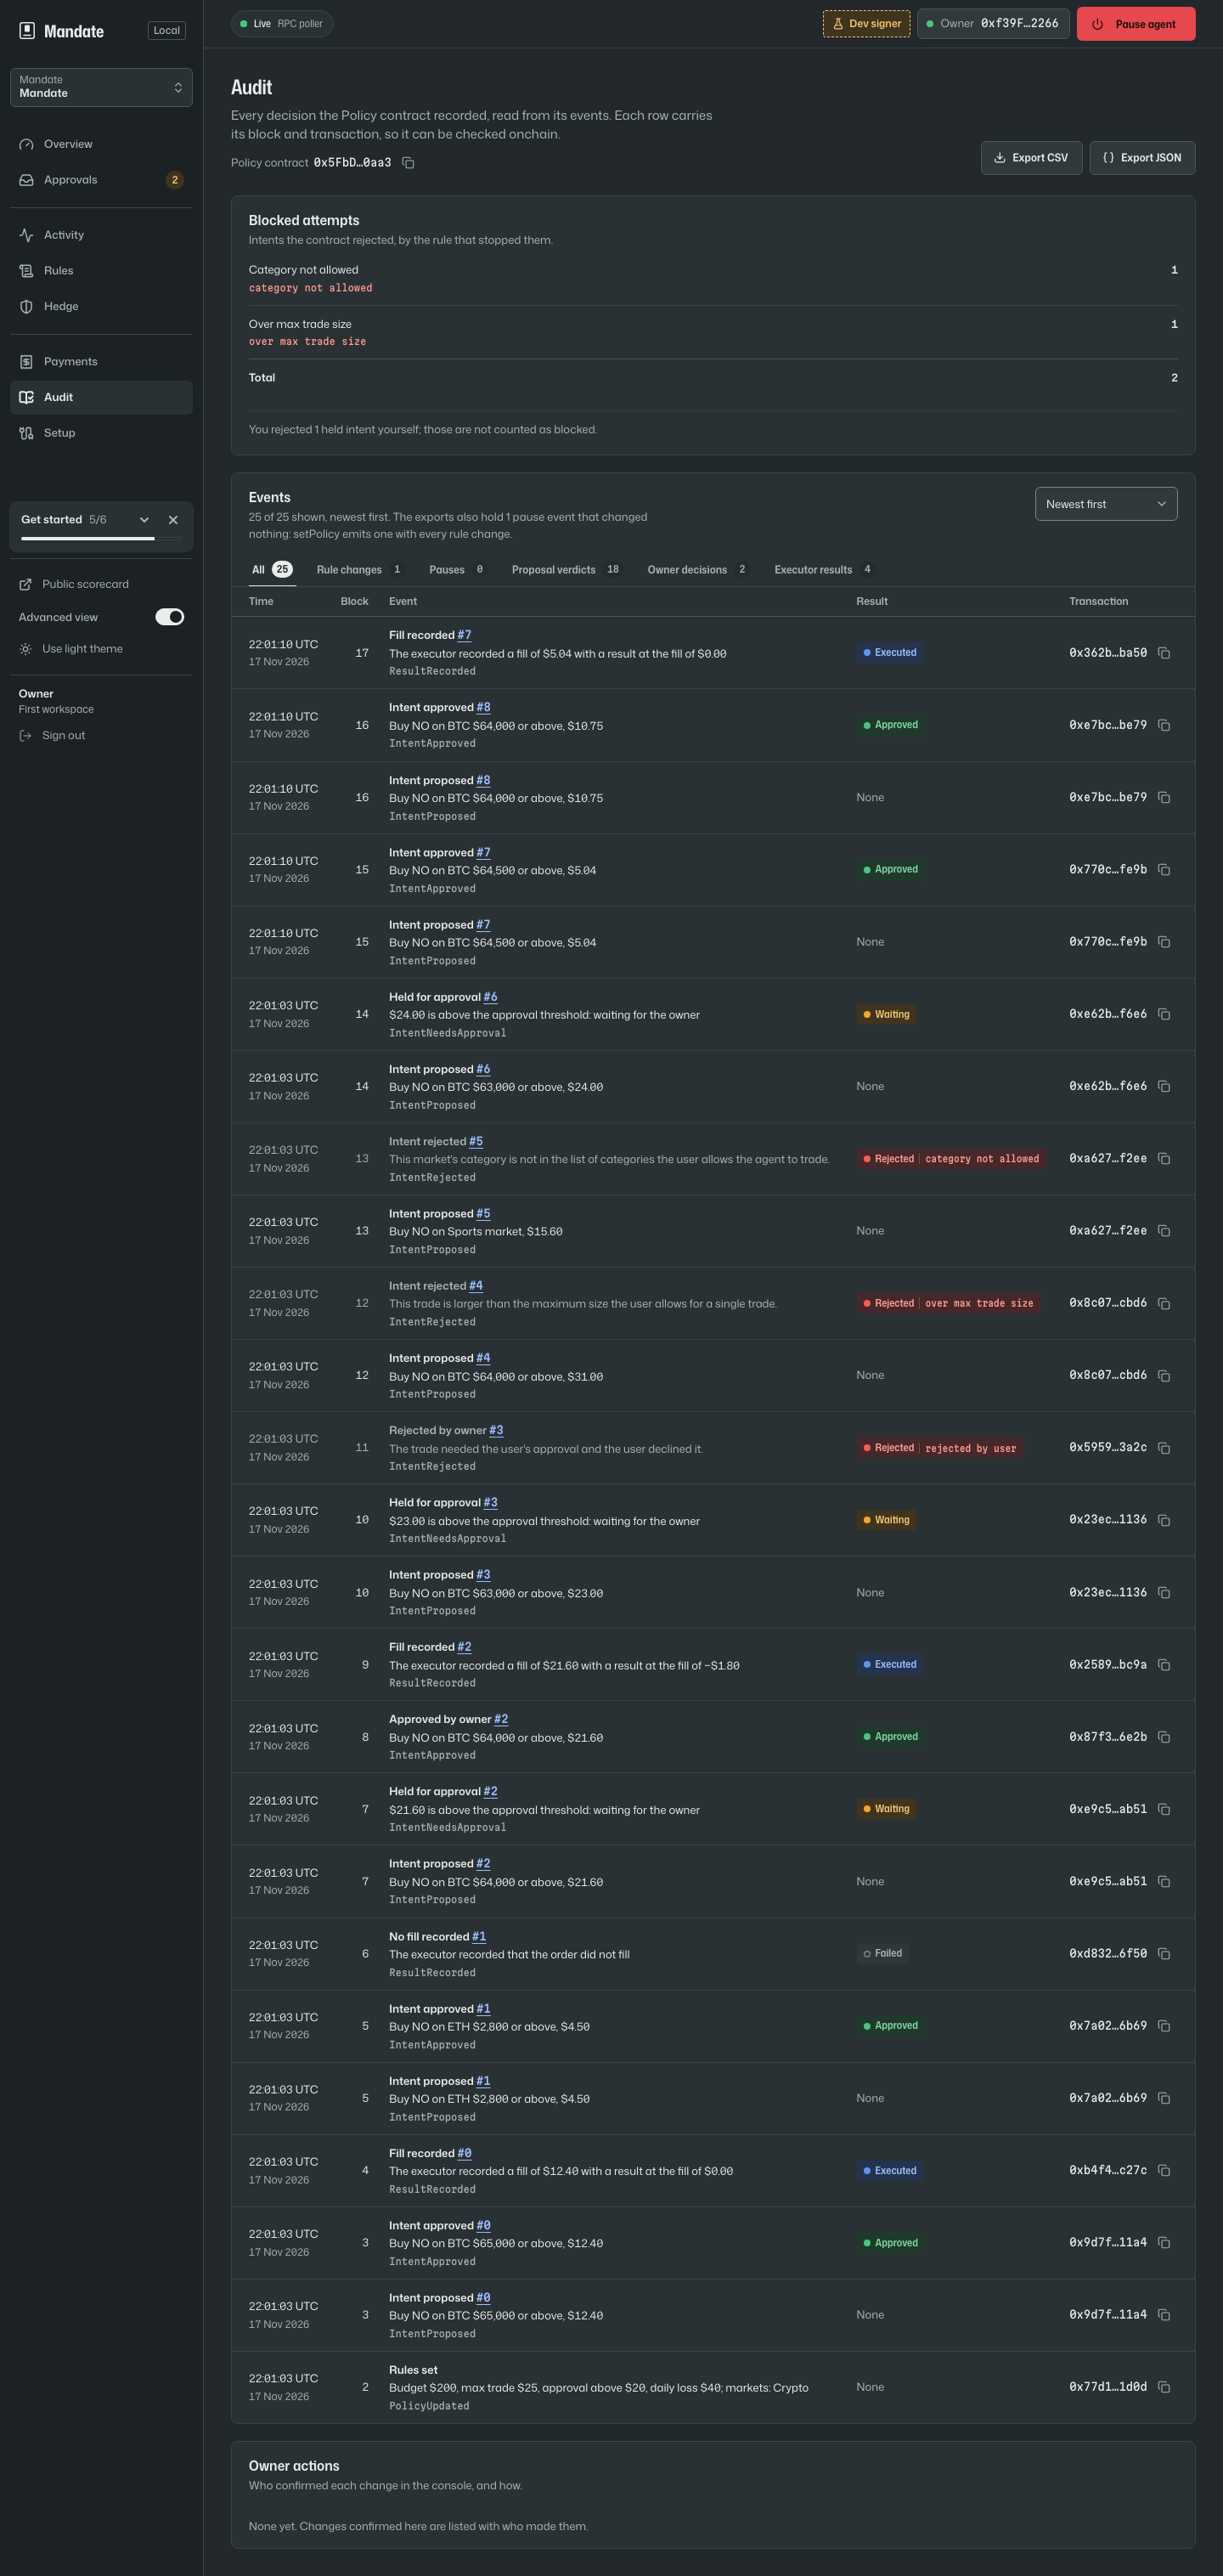 Mandate
Local
Mandate
Mandate
Overview
Approvals 2
Activity
Rules
Hedge
Payments
Audit
Setup
Get started 5/6
Public scorecard
Advanced view
Use light theme
Owner
First workspace
Sign out
Live RPC poller
Dev signer
Owner 0xf39F…2266
Pause agent
Audit
Every decision the Policy contract recorded, read from its events. Each row carries
its block and transaction, so it can be checked onchain.
Policy contract 0x5FbD…0aa3
Export CSV
Export JSON
Blocked attempts
Intents the contract rejected, by the rule that stopped them.
Category not allowed 1
category not allowed
Over max trade size 1
over max trade size
Total 2
You rejected 1 held intent yourself; those are not counted as blocked.
Events
25 of 25 shown, newest first. The exports also hold 1 pause event that changed
nothing: setPolicy emits one with every rule change.
Newest first
All 25 Rule changes 1 Pauses 0 Proposal verdicts 18 Owner decisions 2 Executor results 4
Time Block Event Result Transaction
Fill recorded #7
22:01:10 UTC
17 Nov 2026
17
The executor recorded a fill of $5.04 with a result at the fill of $0.00
ResultRecorded
Executed
0x362b…ba50
Intent approved #8
22:01:10 UTC
17 Nov 2026
16
Buy NO on BTC $64,000 or above, $10.75
IntentApproved
Approved
0xe7bc…be79
Intent proposed #8
22:01:10 UTC
17 Nov 2026
16
Buy NO on BTC $64,000 or above, $10.75
IntentProposed
None
0xe7bc…be79
Intent approved #7
22:01:10 UTC
17 Nov 2026
15
Buy NO on BTC $64,500 or above, $5.04
IntentApproved
Approved
0x770c…fe9b
Intent proposed #7
22:01:10 UTC
17 Nov 2026
15
Buy NO on BTC $64,500 or above, $5.04
IntentProposed
None
0x770c…fe9b
Held for approval #6
22:01:03 UTC
17 Nov 2026
14
$24.00 is above the approval threshold: waiting for the owner
IntentNeedsApproval
Waiting
0xe62b…f6e6
Intent proposed #6
22:01:03 UTC
17 Nov 2026
14
Buy NO on BTC $63,000 or above, $24.00
IntentProposed
None
0xe62b…f6e6
Intent rejected #5
22:01:03 UTC
17 Nov 2026
13
This market's category is not in the list of categories the user allows the agent to trade.
IntentRejected
Rejected category not allowed
0xa627…f2ee
Intent proposed #5
22:01:03 UTC
17 Nov 2026
13
Buy NO on Sports market, $15.60
IntentProposed
None
0xa627…f2ee
Intent rejected #4
22:01:03 UTC
17 Nov 2026
12
This trade is larger than the maximum size the user allows for a single trade.
IntentRejected
Rejected over max trade size
0x8c07…cbd6
Intent proposed #4
22:01:03 UTC
17 Nov 2026
12
Buy NO on BTC $64,000 or above, $31.00
IntentProposed
None
0x8c07…cbd6
Rejected by owner #3
22:01:03 UTC
17 Nov 2026
11
The trade needed the user's approval and the user declined it.
IntentRejected
Rejected rejected by user
0x5959…3a2c
Held for approval #3
22:01:03 UTC
17 Nov 2026
10
$23.00 is above the approval threshold: waiting for the owner
IntentNeedsApproval
Waiting
0x23ec…1136
Intent proposed #3
22:01:03 UTC
17 Nov 2026
10
Buy NO on BTC $63,000 or above, $23.00
IntentProposed
None
0x23ec…1136
Fill recorded #2
22:01:03 UTC
17 Nov 2026
9
The executor recorded a fill of $21.60 with a result at the fill of −$1.80
ResultRecorded
Executed
0x2589…bc9a
Approved by owner #2
22:01:03 UTC
17 Nov 2026
8
Buy NO on BTC $64,000 or above, $21.60
IntentApproved
Approved
0x87f3…6e2b
Held for approval #2
22:01:03 UTC
17 Nov 2026
7
$21.60 is above the approval threshold: waiting for the owner
IntentNeedsApproval
Waiting
0xe9c5…ab51
Intent proposed #2
22:01:03 UTC
17 Nov 2026
7
Buy NO on BTC $64,000 or above, $21.60
IntentProposed
None
0xe9c5…ab51
No fill recorded #1
22:01:03 UTC
17 Nov 2026
6
The executor recorded that the order did not fill
ResultRecorded
Failed
0xd832…6f50
Intent approved #1
22:01:03 UTC
17 Nov 2026
5
Buy NO on ETH $2,800 or above, $4.50
IntentApproved
Approved
0x7a02…6b69
Intent proposed #1
22:01:03 UTC
17 Nov 2026
5
Buy NO on ETH $2,800 or above, $4.50
IntentProposed
None
0x7a02…6b69
Fill recorded #0
22:01:03 UTC
17 Nov 2026
4
The executor recorded a fill of $12.40 with a result at the fill of $0.00
ResultRecorded
Executed
0xb4f4…c27c
Intent approved #0
22:01:03 UTC
17 Nov 2026
3
Buy NO on BTC $65,000 or above, $12.40
IntentApproved
Approved
0x9d7f…11a4
Intent proposed #0
22:01:03 UTC
17 Nov 2026
3
Buy NO on BTC $65,000 or above, $12.40
IntentProposed
None
0x9d7f…11a4
Rules set
22:01:03 UTC
17 Nov 2026
2
Budget $200, max trade $25, approval above $20, daily loss $40; markets: Crypto
PolicyUpdated
None
0x77d1…1d0d
Owner actions
Who confirmed each change in the console, and how.
None yet. Changes confirmed here are listed with who made them.